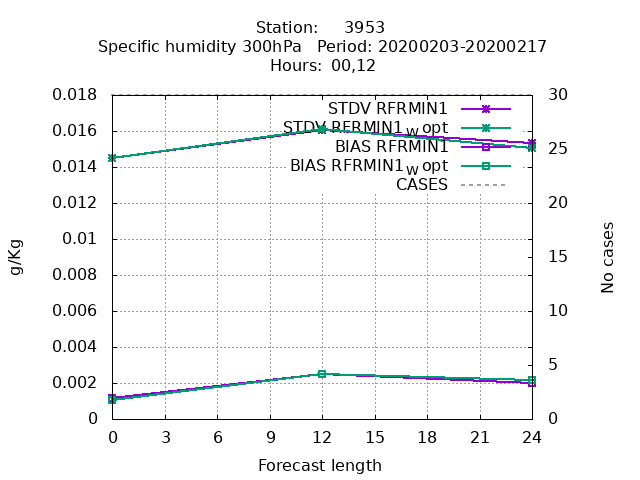 Station: 3953
Specific humidity 300hPa Period: 20200203-20200217
Hours: 00,12
0.018
0.016
0.014
0.012
0.01
0.008
0.006
0.004
0.002
0
30
25
20
15
10
5
0
STDV RFRMIN1
STDV RFRMIN1W opt
BIAS RFRMIN1
BIAS RFRMIN1W opt
CASES
g/Kg
No cases
0 3 6 9 12 15 18 21 24
Forecast length